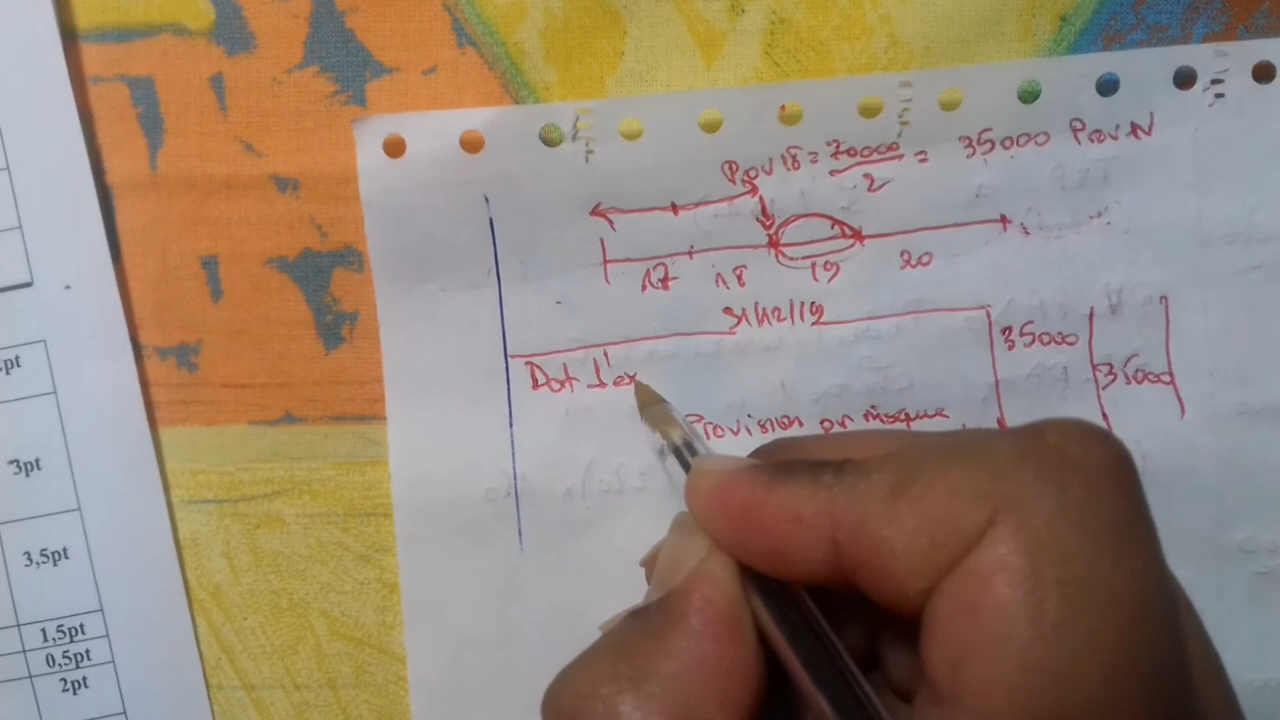 Prov 18 = 70000/2 = 35000 Prov N
17 18 19 20
31/12/19
35000
Dot d'ex
35000
Provision pr risque
pt
3pt
3,5pt
1,5pt
0,5pt
2pt